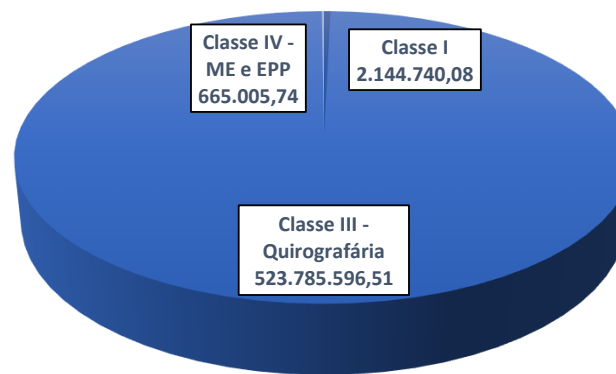 Classe IV -
ME e EPP
665.005,74
Classe I
2.144.740,08
Classe III -
Quirografária
523.785.596,51